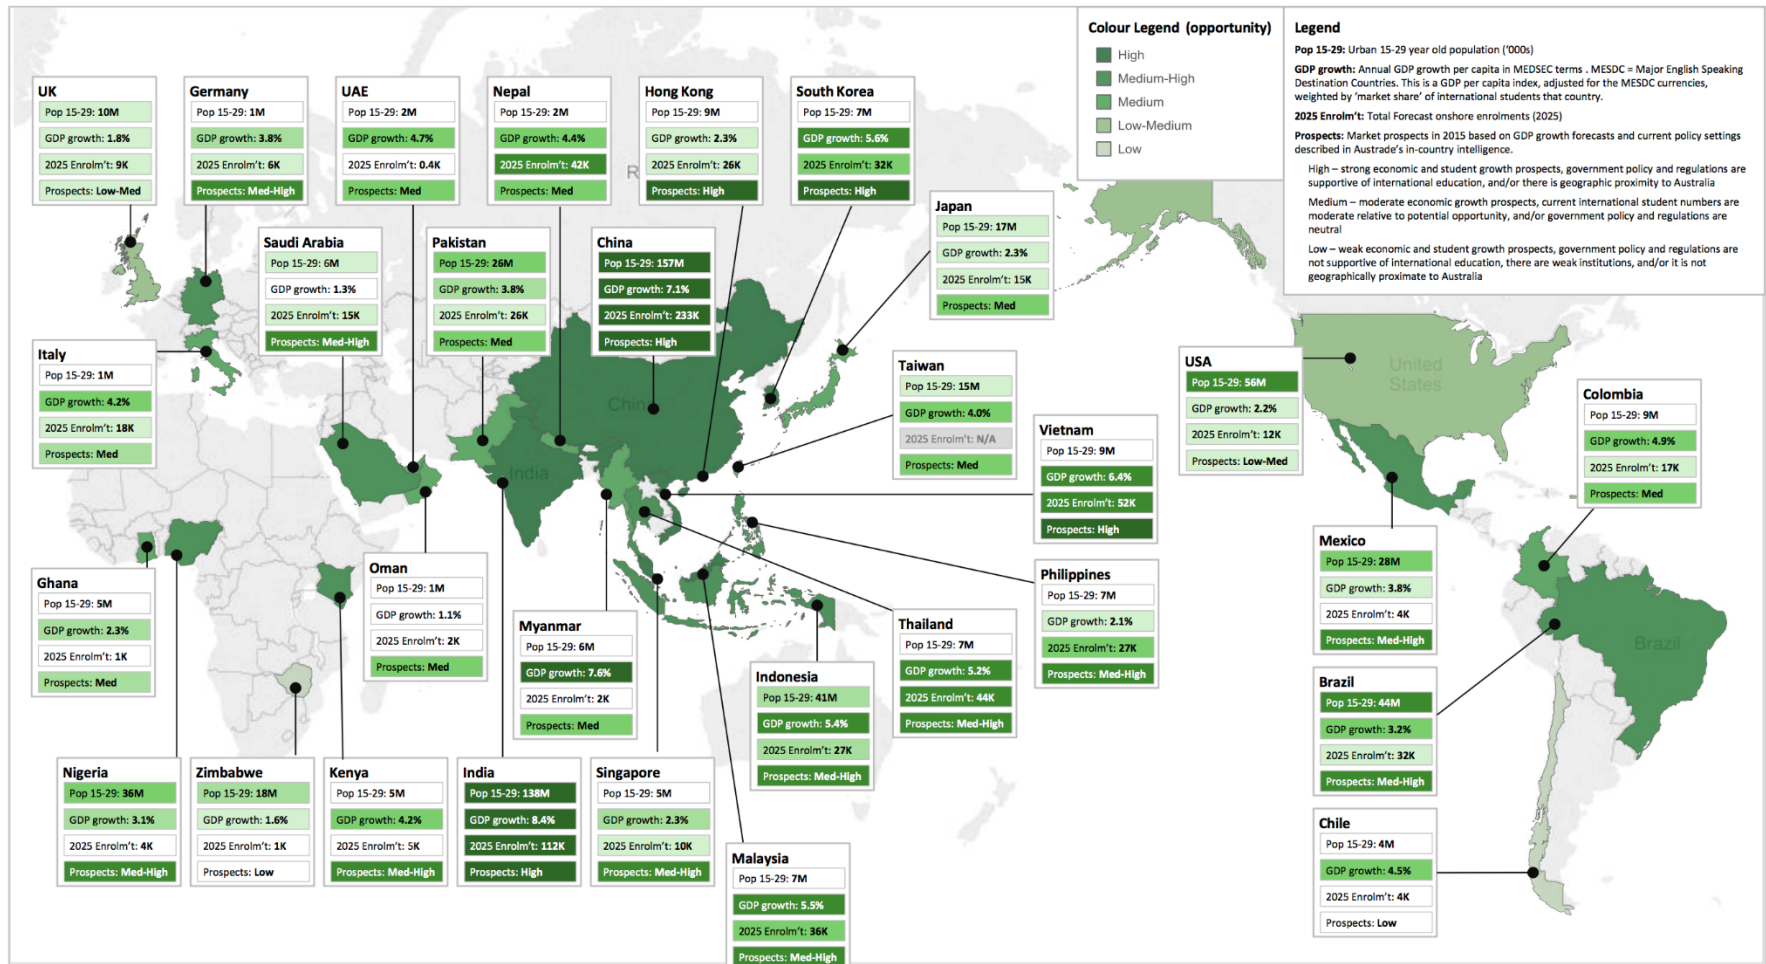 Colour Legend (opportunity)
High
Medium-High
Medium
Low-Medium
Low
Legend
Pop 15-29: Urban 15-29 year old population ('000s)
GDP growth: Annual GDP growth per capita in MEDSEC terms . MESDC = Major English Speaking
Destination Countries. This is a GDP per capita index, adjusted for the MESDC currencies,
weighted by 'market share' of international students that country.
2025 Enrolm't: Total Forecast onshore enrolments (2025)
Prospects: Market prospects in 2015 based on GDP growth forecasts and current policy settings
described in Austrade's in-country intelligence.
High – strong economic and student growth prospects, government policy and regulations are
supportive of international education, and/or there is geographic proximity to Australia
Medium – moderate economic growth prospects, current international student numbers are
moderate relative to potential opportunity, and/or government policy and regulations are
neutral
Low – weak economic and student growth prospects, government policy and regulations are
not supportive of international education, there are weak institutions, and/or it is not
geographically proximate to Australia
UK
Pop 15-29: 10M
GDP growth: 1.8%
2025 Enrolm't: 9K
Prospects: Low-Med
Germany
Pop 15-29: 1M
GDP growth: 3.8%
2025 Enrolm't: 6K
Prospects: Med-High
UAE
Pop 15-29: 2M
GDP growth: 4.7%
2025 Enrolm't: 0.4K
Prospects: Med
Nepal
Pop 15-29: 2M
GDP growth: 4.4%
2025 Enrolm't: 42K
Prospects: Med
Hong Kong
Pop 15-29: 9M
GDP growth: 2.3%
2025 Enrolm't: 26K
Prospects: High
South Korea
Pop 15-29: 7M
GDP growth: 5.6%
2025 Enrolm't: 32K
Prospects: High
Japan
Pop 15-29: 17M
GDP growth: 2.3%
2025 Enrolm't: 15K
Prospects: Med
Saudi Arabia
Pop 15-29: 6M
GDP growth: 1.3%
2025 Enrolm't: 15K
Prospects: Med-High
Pakistan
Pop 15-29: 26M
GDP growth: 3.8%
2025 Enrolm't: 26K
Prospects: Med
China
Pop 15-29: 157M
GDP growth: 7.1%
2025 Enrolm't: 233K
Prospects: High
Italy
Pop 15-29: 1M
GDP growth: 4.2%
2025 Enrolm't: 18K
Prospects: Med
Taiwan
Pop 15-29: 15M
GDP growth: 4.0%
2025 Enrolm't: N/A
Prospects: Med
USA
Pop 15-29: 56M
GDP growth: 2.2%
2025 Enrolm't: 12K
Prospects: Low-Med
United
States
Colombia
Pop 15-29: 9M
GDP growth: 4.9%
2025 Enrolm't: 17K
Prospects: Med
China
India
Vietnam
Pop 15-29: 9M
GDP growth: 6.4%
2025 Enrolm't: 52K
Prospects: High
Mexico
Pop 15-29: 28M
GDP growth: 3.8%
2025 Enrolm't: 4K
Prospects: Med-High
Ghana
Pop 15-29: 5M
GDP growth: 2.3%
2025 Enrolm't: 1K
Prospects: Med
Oman
Pop 15-29: 1M
GDP growth: 1.1%
2025 Enrolm't: 2K
Prospects: Med
Myanmar
Pop 15-29: 6M
GDP growth: 7.6%
2025 Enrolm't: 2K
Prospects: Med
Philippines
Pop 15-29: 7M
GDP growth: 2.1%
2025 Enrolm't: 27K
Prospects: Med-High
Thailand
Pop 15-29: 7M
GDP growth: 5.2%
2025 Enrolm't: 44K
Prospects: Med-High
Indonesia
Pop 15-29: 41M
GDP growth: 5.4%
2025 Enrolm't: 27K
Prospects: Med-High
Brazil
Brazil
Pop 15-29: 44M
GDP growth: 3.2%
2025 Enrolm't: 32K
Prospects: Med-High
Nigeria
Pop 15-29: 36M
GDP growth: 3.1%
2025 Enrolm't: 4K
Prospects: Med-High
Zimbabwe
Pop 15-29: 18M
GDP growth: 1.6%
2025 Enrolm't: 1K
Prospects: Low
Kenya
Pop 15-29: 5M
GDP growth: 4.2%
2025 Enrolm't: 5K
Prospects: Med-High
India
Pop 15-29: 138M
GDP growth: 8.4%
2025 Enrolm't: 112K
Prospects: High
Singapore
Pop 15-29: 5M
GDP growth: 2.3%
2025 Enrolm't: 10K
Prospects: Med-High
Malaysia
Pop 15-29: 7M
GDP growth: 5.5%
2025 Enrolm't: 36K
Prospects: Med-High
Chile
Pop 15-29: 4M
GDP growth: 4.5%
2025 Enrolm't: 4K
Prospects: Low